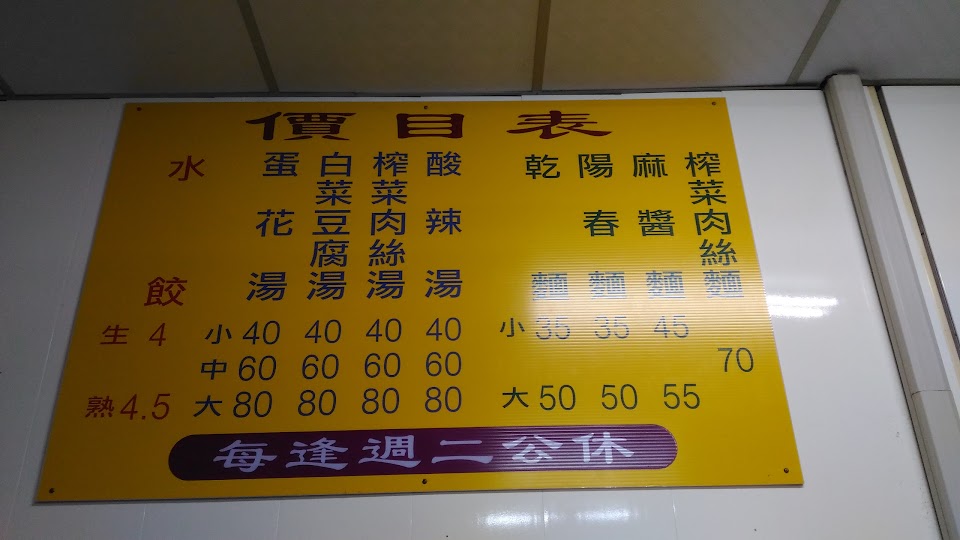 價目表
水餃
生 4
熟 4.5
蛋花湯
小 40
中 60
大 80
白菜豆腐湯
40
60
80
榨菜肉絲湯
40
60
80
酸辣湯
40
60
80
乾麵
小 35
大 50
陽春麵
35
50
麻醬麵
45
55
榨菜肉絲麵
70
每逢週二公休